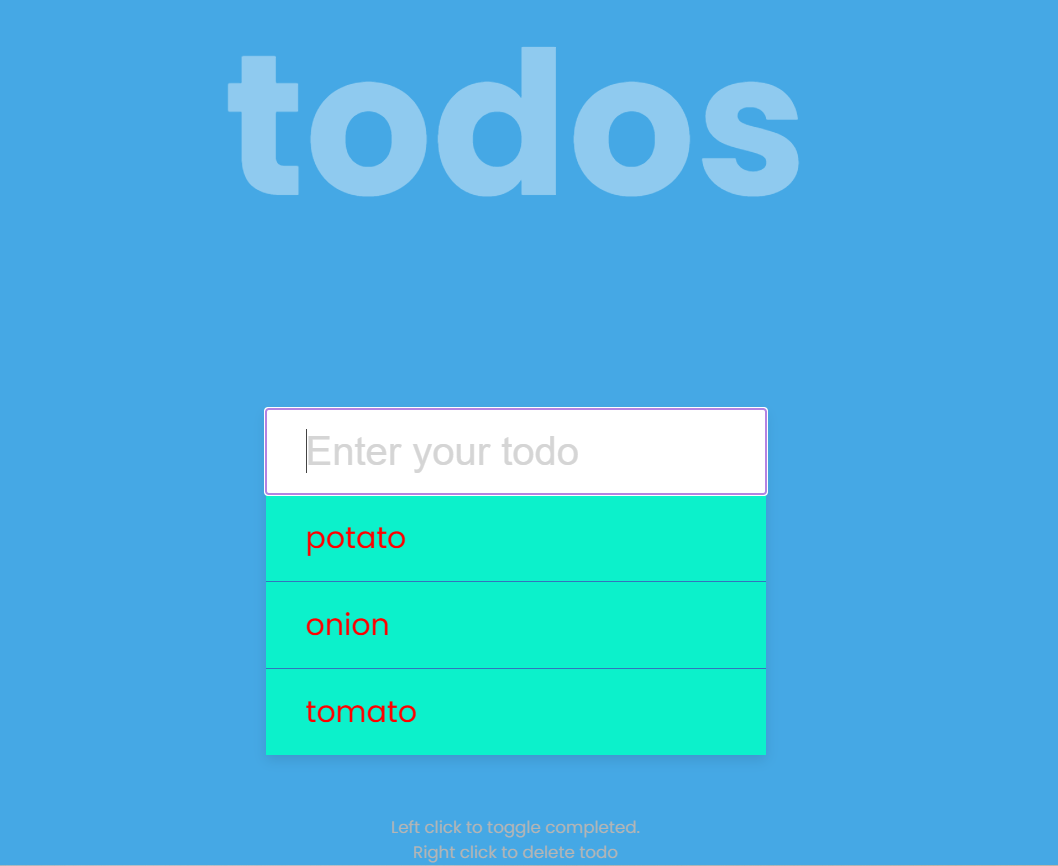 todos
Enter your todo
potato
onion
tomato
Left click to toggle completed.
Right click to delete todo